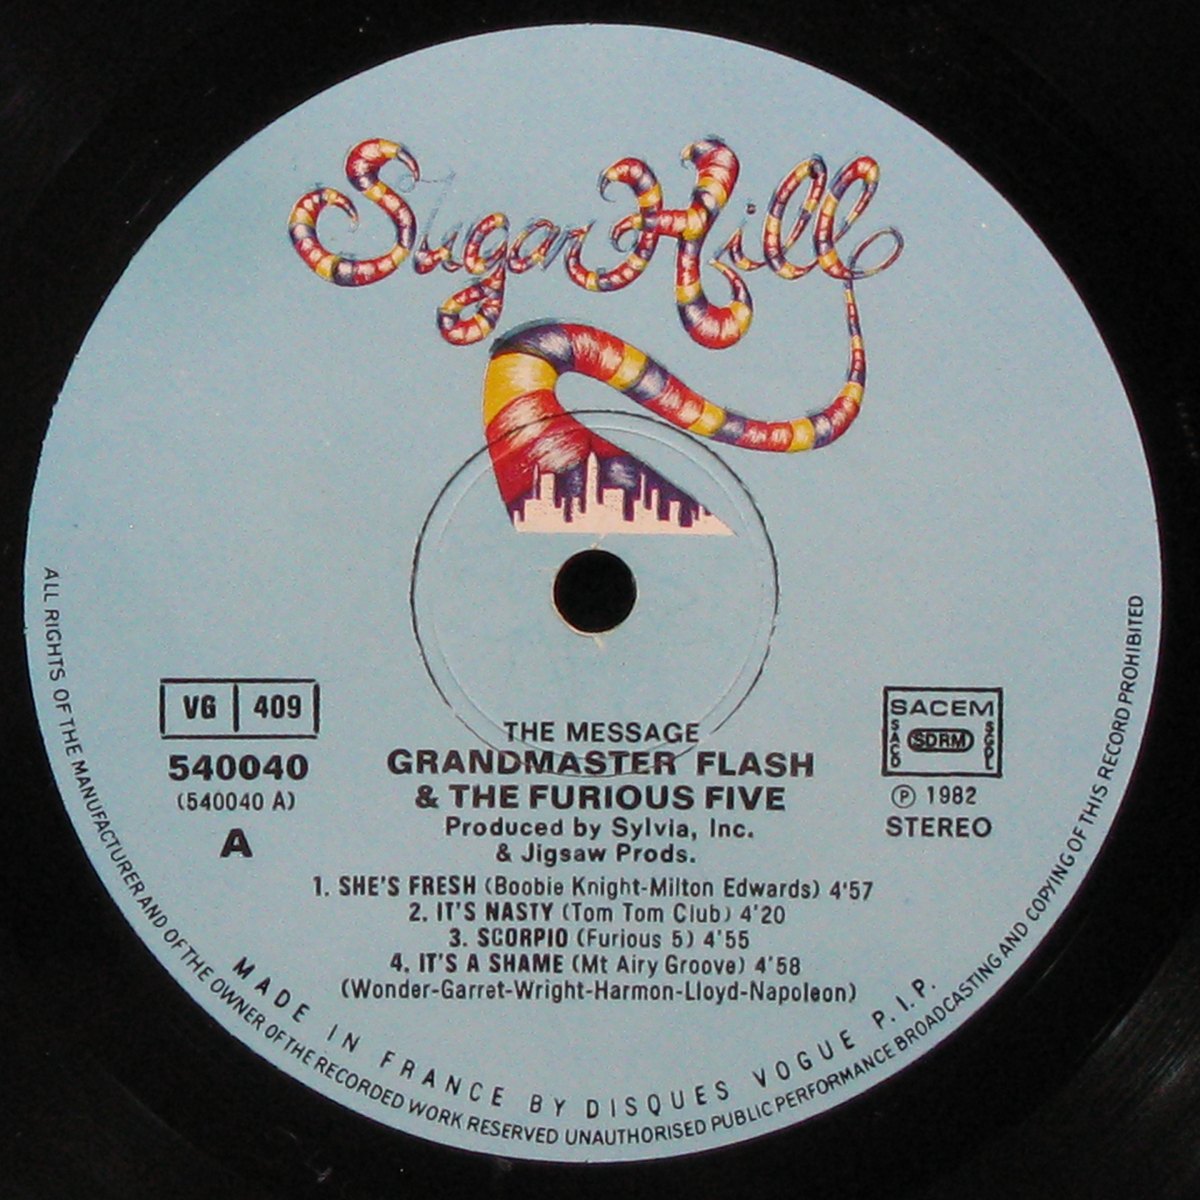 Sugar Hill
VG | 409
540040
(540040 A)
A
THE MESSAGE
GRANDMASTER FLASH
& THE FURIOUS FIVE
Produced by Sylvia, Inc.
& Jigsaw Prods.
SACEM
SACD
SDRM
SGDL
℗ 1982
STEREO
1. SHE'S FRESH (Boobie Knight-Milton Edwards) 4'57
2. IT'S NASTY (Tom Tom Club) 4'20
3. SCORPIO (Furious 5) 4'55
4. IT'S A SHAME (Mt Airy Groove) 4'58
(Wonder-Garret-Wright-Harmon-Lloyd-Napoleon)
MADE IN FRANCE BY DISQUES VOGUE P.I.P.
ALL RIGHTS OF THE MANUFACTURER AND OF THE OWNER OF THE RECORDED WORK RESERVED UNAUTHORISED PUBLIC PERFORMANCE BROADCASTING AND COPYING OF THIS RECORD PROHIBITED